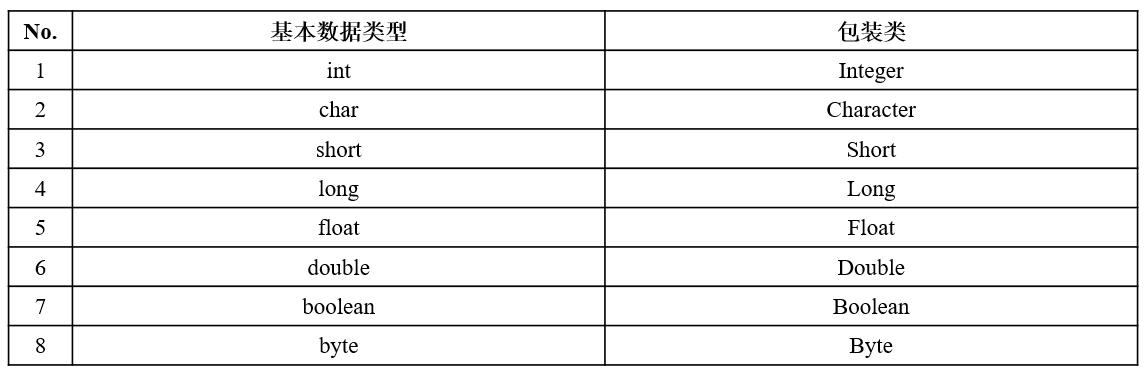 No. 基本数据类型 包装类
1 int Integer
2 char Character
3 short Short
4 long Long
5 float Float
6 double Double
7 boolean Boolean
8 byte Byte